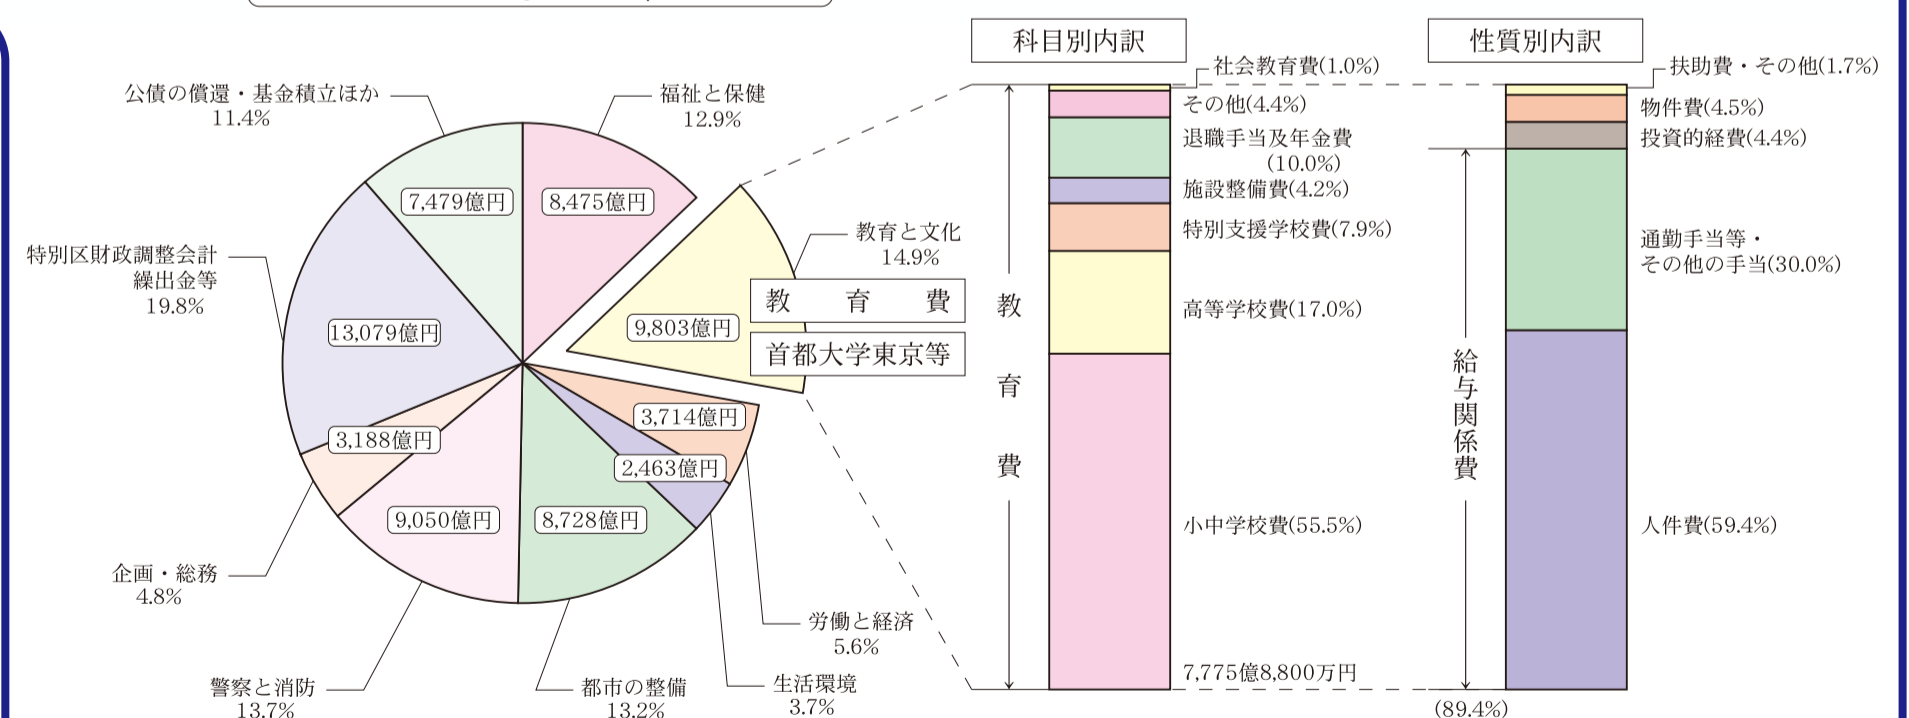 科目別内訳
性質別内訳
公債の償還・基金積立ほか
11.4%
福祉と保健
12.9%
7,479億円
8,475億円
教育と文化
14.9%
特別区財政調整会計
繰出金等
19.8%
13,079億円
9,803億円
教育費
首都大学東京等
3,714億円
3,188億円
2,463億円
9,050億円
8,728億円
企画・総務
4.8%
労働と経済
5.6%
警察と消防
13.7%
都市の整備
13.2%
生活環境
3.7%
教育費
社会教育費(1.0%)
その他(4.4%)
退職手当及年金費
(10.0%)
施設整備費(4.2%)
特別支援学校費(7.9%)
高等学校費(17.0%)
小中学校費(55.5%)
7,775億8,800万円
扶助費・その他(1.7%)
物件費(4.5%)
投資的経費(4.4%)
通勤手当等・
その他の手当(30.0%)
給与関係費
人件費(59.4%)
(89.4%)